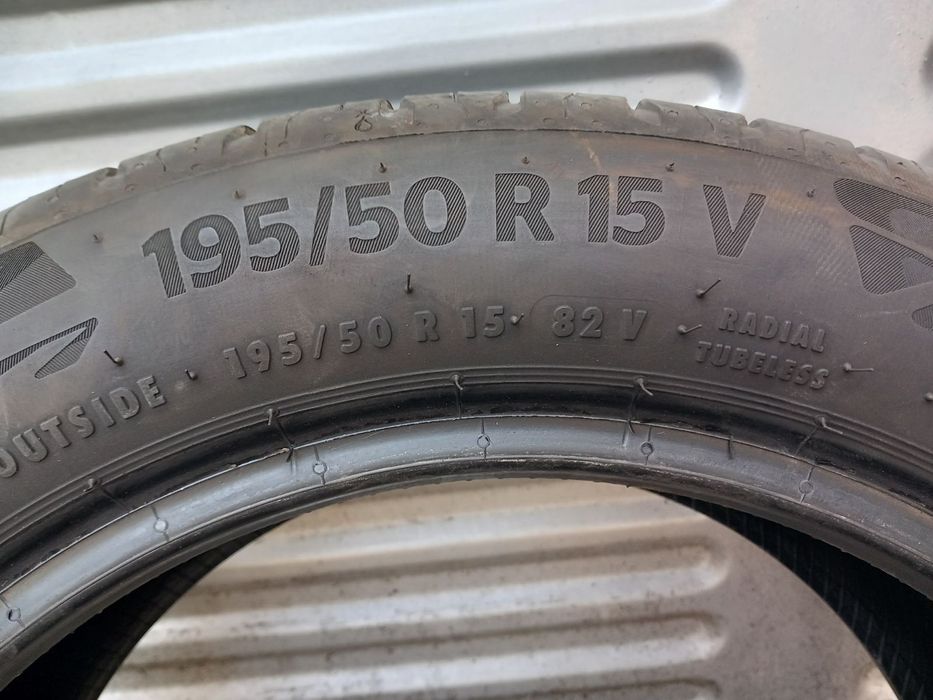 195/50 R 15 V
OUTSIDE 195/50 R 15 82 V RADIAL
TUBELESS